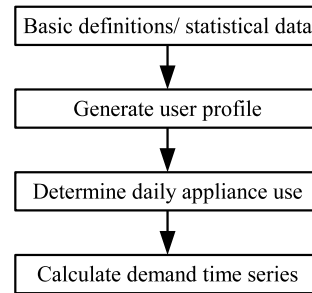 Basic definitions/ statistical data
Generate user profile
Determine daily appliance use
Calculate demand time series